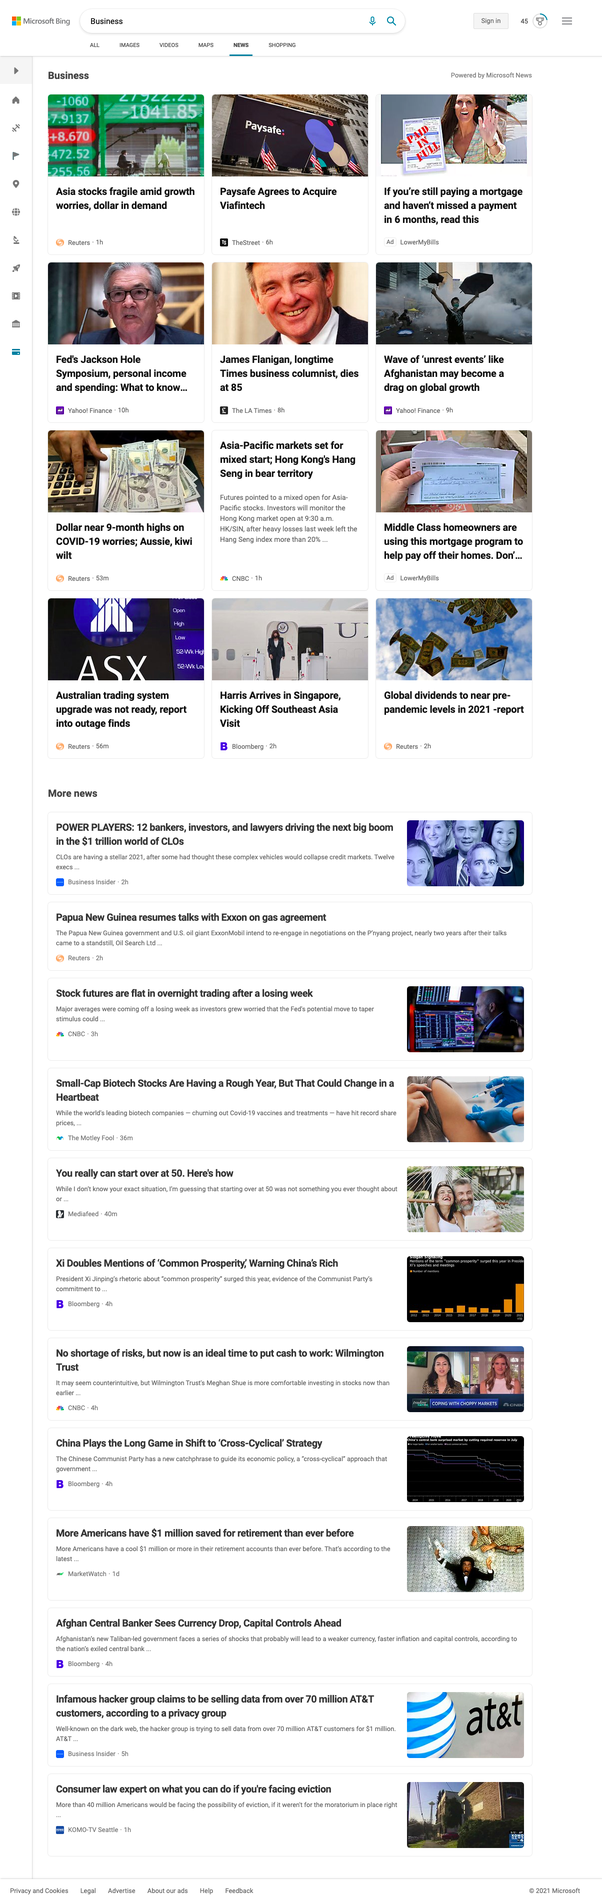 Microsoft Bing
Business
Sign in
45
ALL
IMAGES
VIDEOS
MAPS
NEWS
SHOPPING
Business
Powered by Microsoft News
-1060
27922.25
-7.9137
-1041.85
+8.670
-472.52
-255.56
Paysafe:
PAID IN FULL
Asia stocks fragile amid growth
worries, dollar in demand
Reuters · 1h
Paysafe Agrees to Acquire
Viafintech
TheStreet · 6h
If you're still paying a mortgage
and haven't missed a payment
in 6 months, read this
Ad LowerMyBills
Fed's Jackson Hole
Symposium, personal income
and spending: What to know...
Yahoo! Finance · 10h
James Flanigan, longtime
Times business columnist, dies
at 85
The LA Times · 8h
Wave of 'unrest events' like
Afghanistan may become a
drag on global growth
Yahoo! Finance · 9h
Dollar near 9-month highs on
COVID-19 worries; Aussie, kiwi
wilt
Reuters · 53m
Asia-Pacific markets set for
mixed start; Hong Kong's Hang
Seng in bear territory
Futures pointed to a mixed open for Asia-
Pacific stocks. Investors will monitor the
Hong Kong market open at 9:30 a.m.
HK/SIN, after heavy losses last week left the
Hang Seng index more than 20% ...
CNBC · 1h
Middle Class homeowners are
using this mortgage program to
help pay off their homes. Don'...
Ad LowerMyBills
Open
High
Low
52-Wk High
52-Wk Low
ASX
Australian trading system
upgrade was not ready, report
into outage finds
Reuters · 56m
Harris Arrives in Singapore,
Kicking Off Southeast Asia
Visit
Bloomberg · 2h
Global dividends to near pre-
pandemic levels in 2021 -report
Reuters · 2h
More news
POWER PLAYERS: 12 bankers, investors, and lawyers driving the next big boom
in the $1 trillion world of CLOs
CLOs are having a stellar 2021, after some had thought these complex vehicles would collapse credit markets. Twelve
execs ...
Business Insider · 2h
Papua New Guinea resumes talks with Exxon on gas agreement
The Papua New Guinea government and U.S. oil giant ExxonMobil intend to re-engage in negotiations on the P'nyang project, nearly two years after their talks
came to a standstill, Oil Search Ltd ...
Reuters · 2h
Stock futures are flat in overnight trading after a losing week
Major averages were coming off a losing week as investors grew worried that the Fed's potential move to taper
stimulus could ...
CNBC · 3h
Small-Cap Biotech Stocks Are Having a Rough Year, But That Could Change in a
Heartbeat
While the world's leading biotech companies — churning out Covid-19 vaccines and treatments — have hit record share
prices, ...
The Motley Fool · 36m
You really can start over at 50. Here's how
While I don't know your exact situation, I'm guessing that starting over at 50 was not something you ever thought about
or ...
Mediafeed · 40m
Xi Doubles Mentions of 'Common Prosperity,' Warning China's Rich
President Xi Jinping's rhetoric about "common prosperity" surged this year, evidence of the Communist Party's
commitment to ...
Bloomberg · 4h
No shortage of risks, but now is an ideal time to put cash to work: Wilmington
Trust
It may seem counterintuitive, but Wilmington Trust's Meghan Shue is more comfortable investing in stocks now than
earlier ...
CNBC · 4h
COPING WITH CHOPPY MARKETS
China Plays the Long Game in Shift to 'Cross-Cyclical' Strategy
The Chinese Communist Party has a new catchphrase to guide its economic policy, a "cross-cyclical" approach that
government ...
Bloomberg · 4h
More Americans have $1 million saved for retirement than ever before
More Americans have a cool $1 million or more in their retirement accounts than ever before. That's according to the
latest ...
MarketWatch · 1d
Afghan Central Banker Sees Currency Drop, Capital Controls Ahead
Afghanistan's new Taliban-led government faces a series of shocks that probably will lead to a weaker currency, faster inflation and capital controls, according to
the nation's exiled central bank ...
Bloomberg · 4h
Infamous hacker group claims to be selling data from over 70 million AT&T
customers, according to a privacy group
Well-known on the dark web, the hacker group is trying to sell data from over 70 million AT&T customers for $1 million.
AT&T ...
Business Insider · 5h
at&t
Consumer law expert on what you can do if you're facing eviction
More than 40 million Americans would be facing the possibility of eviction, if it weren't for the moratorium in place right
...
KOMO-TV Seattle · 1h
Privacy and Cookies
Legal
Advertise
About our ads
Help
Feedback
© 2021 Microsoft